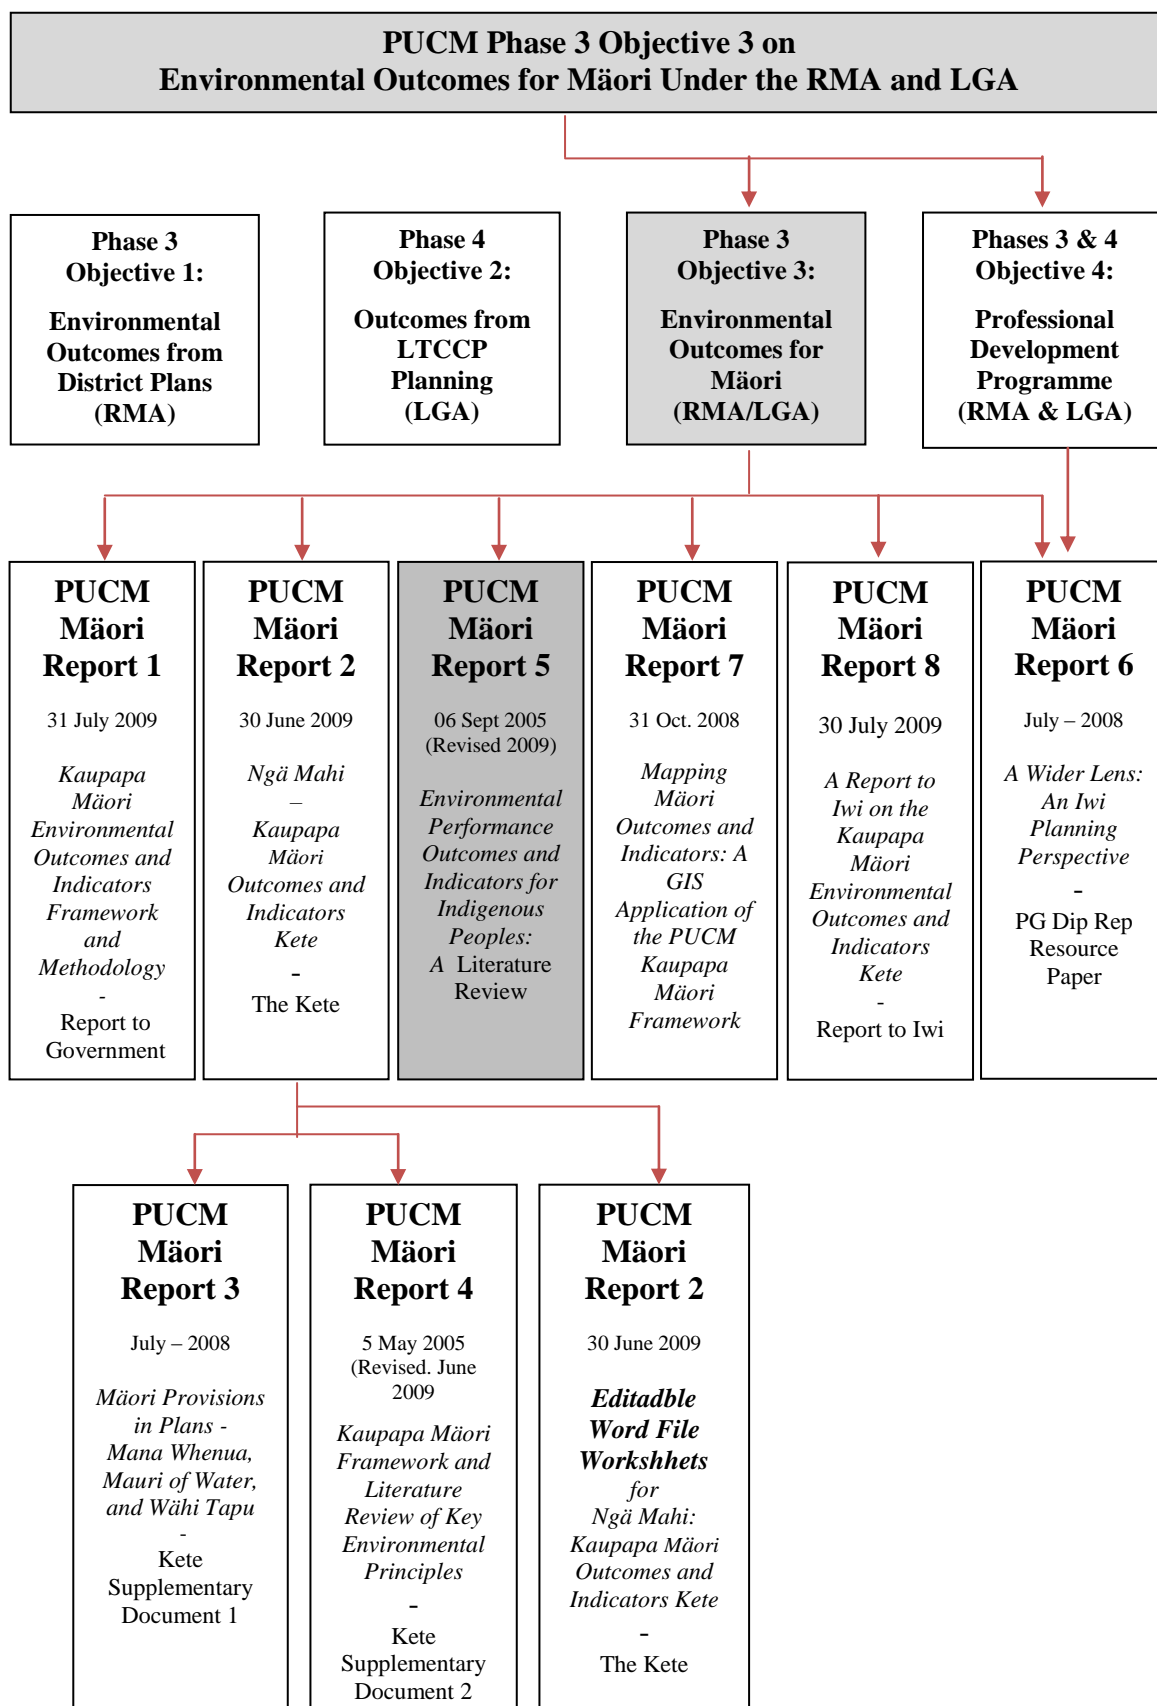 PUCM Phase 3 Objective 3 on
Environmental Outcomes for Mäori Under the RMA and LGA
Phase 3
Objective 1:
Environmental
Outcomes from
District Plans
(RMA)
Phase 4
Objective 2:
Outcomes from
LTCCP
Planning
(LGA)
Phase 3
Objective 3:
Environmental
Outcomes for
Mäori
(RMA/LGA)
Phases 3 & 4
Objective 4:
Professional
Development
Programme
(RMA & LGA)
PUCM
Mäori
Report 1
31 July 2009
Kaupapa
Mäori
Environmental
Outcomes and
Indicators
Framework
and
Methodology
-
Report to
Government
PUCM
Mäori
Report 2
30 June 2009
Ngä Mahi
–
Kaupapa
Mäori
Outcomes and
Indicators
Kete
-
The Kete
PUCM
Mäori
Report 5
06 Sept 2005
(Revised 2009)
Environmental
Performance
Outcomes and
Indicators for
Indigenous
Peoples:
A Literature
Review
PUCM
Mäori
Report 7
31 Oct. 2008
Mapping
Mäori
Outcomes and
Indicators: A
GIS
Application of
the PUCM
Kaupapa
Mäori
Framework
PUCM
Mäori
Report 8
30 July 2009
A Report to
Iwi on the
Kaupapa
Mäori
Environmental
Outcomes and
Indicators
Kete
-
Report to Iwi
PUCM
Mäori
Report 6
July – 2008
A Wider Lens:
An Iwi
Planning
Perspective
-
PG Dip Rep
Resource
Paper
PUCM
Mäori
Report 3
July – 2008
Mäori Provisions
in Plans -
Mana Whenua,
Mauri of Water,
and Wähi Tapu
-
Kete
Supplementary
Document 1
PUCM
Mäori
Report 4
5 May 2005
(Revised. June
2009
Kaupapa Mäori
Framework and
Literature
Review of Key
Environmental
Principles
-
Kete
Supplementary
Document 2
PUCM
Mäori
Report 2
30 June 2009
Editadble
Word File
Workshhets
for
Ngä Mahi:
Kaupapa Mäori
Outcomes and
Indicators Kete
-
The Kete